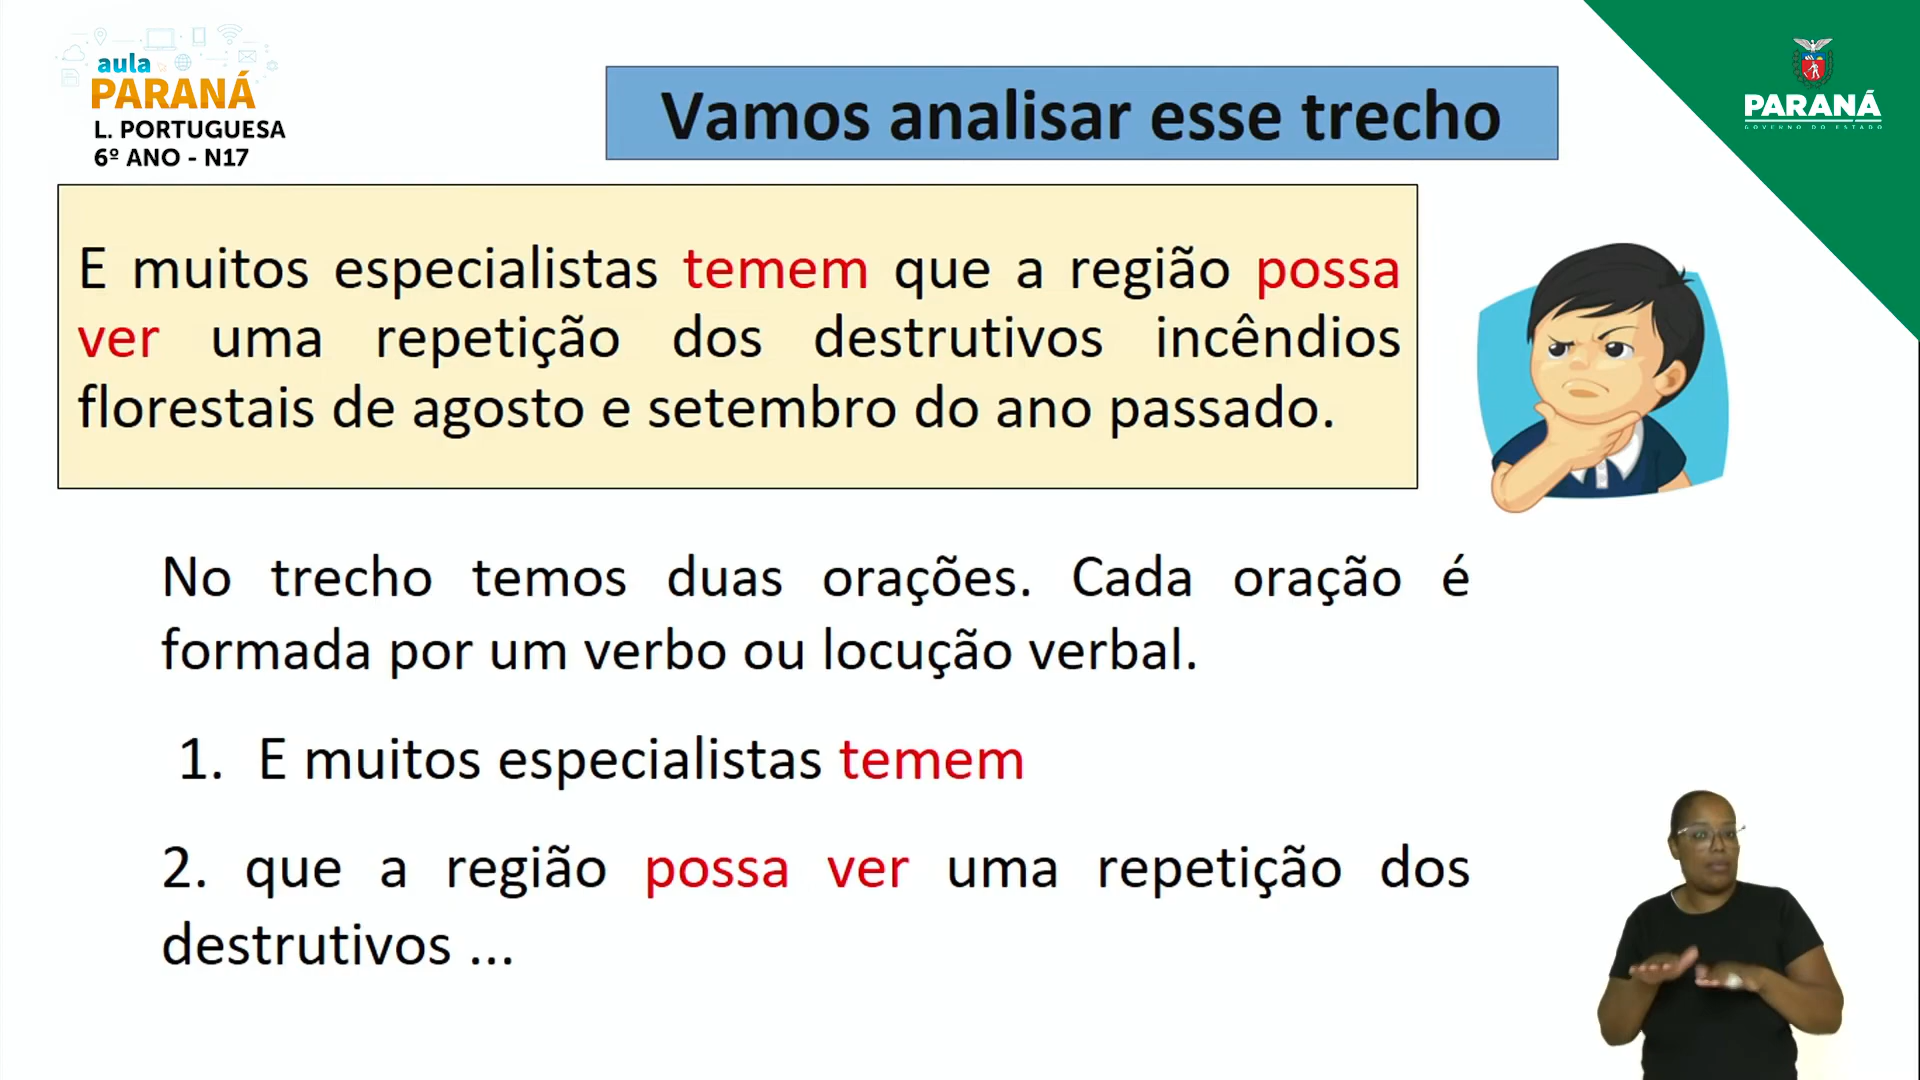 aula
PARANÁ
L. PORTUGUESA
6º ANO - N17
Vamos analisar esse trecho
PARANÁ
GOVERNO DO ESTADO
E muitos especialistas temem que a região possa
ver uma repetição dos destrutivos incêndios
florestais de agosto e setembro do ano passado.
No trecho temos duas orações. Cada oração é
formada por um verbo ou locução verbal.
1. E muitos especialistas temem
2. que a região possa ver uma repetição dos
destrutivos ...